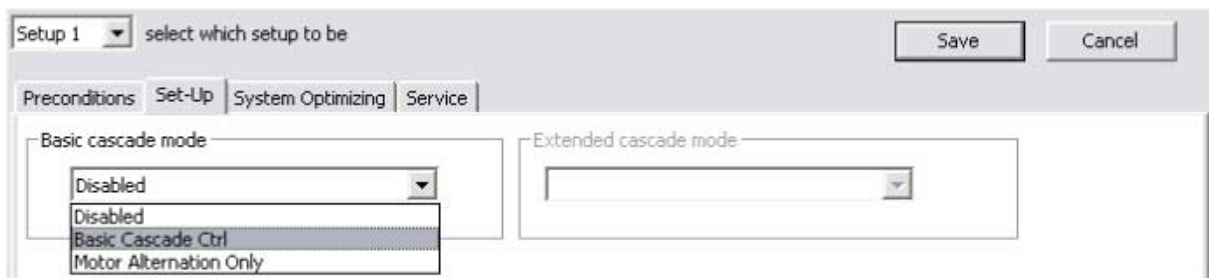 Setup 1 select which setup to be
Save Cancel
Preconditions Set-Up System Optimizing Service
Basic cascade mode Extended cascade mode
Disabled
Disabled
Basic Cascade Ctrl
Motor Alternation Only